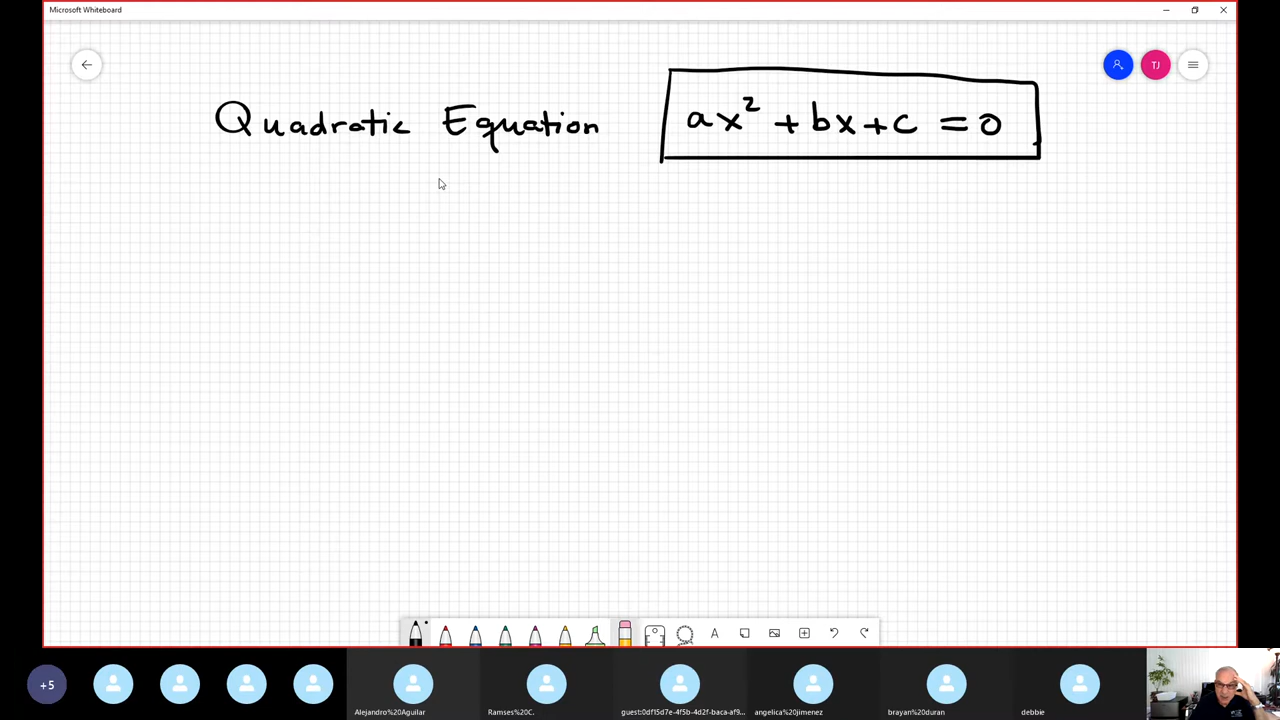 Microsoft Whiteboard
TJ
Quadratic Equation ax² + bx + c = 0
A
+5
Alejandro%20Aguilar
Ramses%20C.
guest:0df15d7e-4f5b-4d2f-baca-af9...
angelica%20jimenez
brayan%20duran
debbie